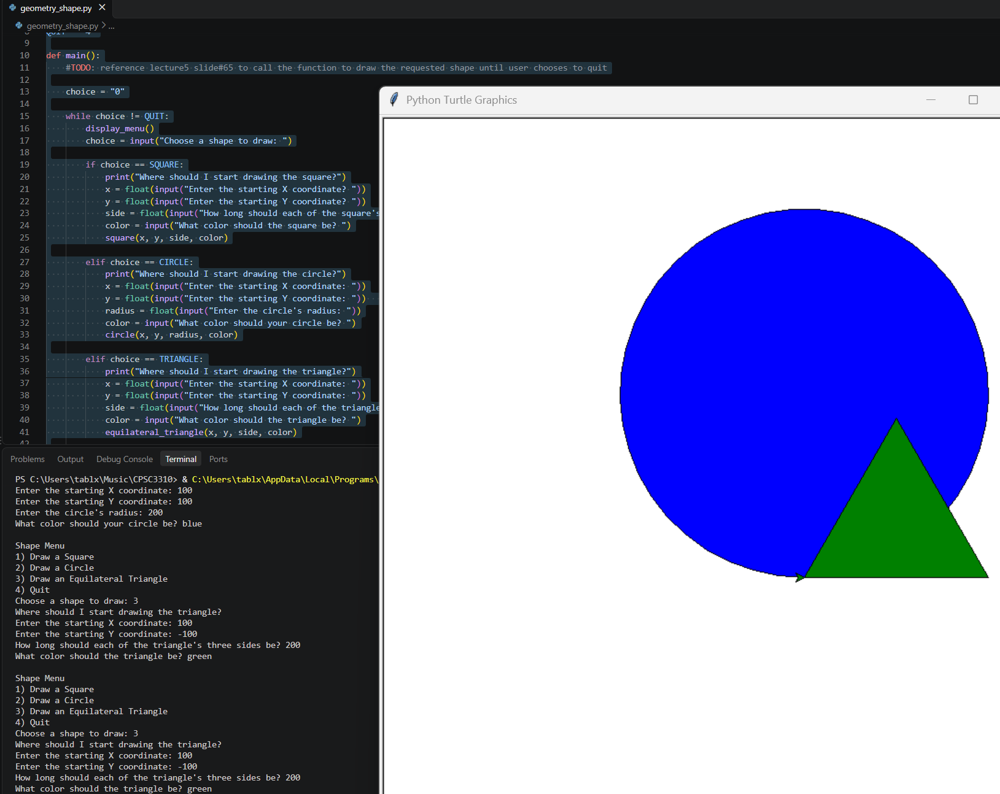 geometry_shape.py ×
geometry_shape.py > ...
8
9
10 def main():
11 #TODO: reference lecture5 slide#65 to call the function to draw the requested shape until user chooses to quit
12
13 choice = "0"
14
15 while choice != QUIT:
16 display_menu()
17 choice = input("Choose a shape to draw: ")
18
19 if choice == SQUARE:
20 print("Where should I start drawing the square?")
21 x = float(input("Enter the starting X coordinate? "))
22 y = float(input("Enter the starting Y coordinate? "))
23 side = float(input("How long should each of the square's
24 color = input("What color should the square be? ")
25 square(x, y, side, color)
26
27 elif choice == CIRCLE:
28 print("Where should I start drawing the circle?")
29 x = float(input("Enter the starting X coordinate: "))
30 y = float(input("Enter the starting Y coordinate: "))
31 radius = float(input("Enter the circle's radius: "))
32 color = input("What color should your circle be? ")
33 circle(x, y, radius, color)
34
35 elif choice == TRIANGLE:
36 print("Where should I start drawing the triangle?")
37 x = float(input("Enter the starting X coordinate: "))
38 y = float(input("Enter the starting Y coordinate: "))
39 side = float(input("How long should each of the triangle
40 color = input("What color should the triangle be? ")
41 equilateral_triangle(x, y, side, color)
42
Python Turtle Graphics
Problems Output Debug Console Terminal Ports
PS C:\Users\tablx\Music\CPSC3310> & C:\Users\tablx\AppData\Local\Programs\
Enter the starting X coordinate: 100
Enter the starting Y coordinate: 100
Enter the circle's radius: 200
What color should your circle be? blue
Shape Menu
1) Draw a Square
2) Draw a Circle
3) Draw an Equilateral Triangle
4) Quit
Choose a shape to draw: 3
Where should I start drawing the triangle?
Enter the starting X coordinate: 100
Enter the starting Y coordinate: -100
How long should each of the triangle's three sides be? 200
What color should the triangle be? green
Shape Menu
1) Draw a Square
2) Draw a Circle
3) Draw an Equilateral Triangle
4) Quit
Choose a shape to draw: 3
Where should I start drawing the triangle?
Enter the starting X coordinate: 100
Enter the starting Y coordinate: -100
How long should each of the triangle's three sides be? 200
What color should the triangle be? green